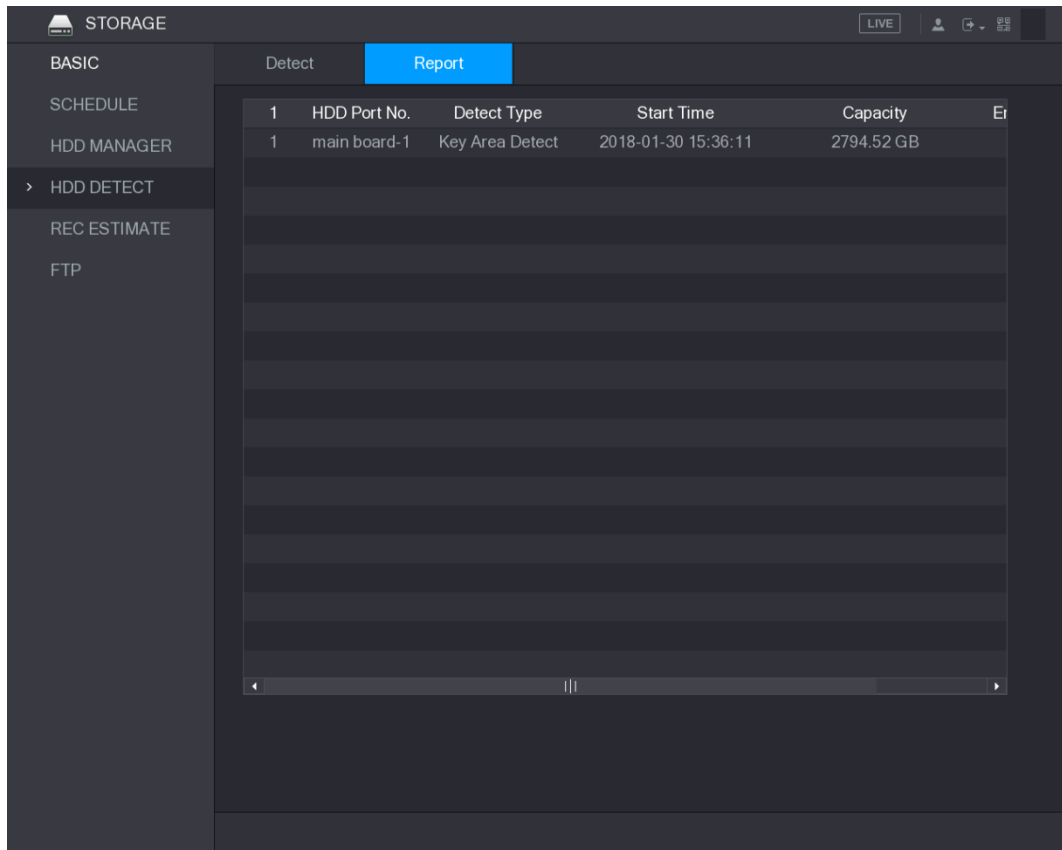 STORAGE LIVE
BASIC
SCHEDULE
HDD MANAGER
HDD DETECT
REC ESTIMATE
FTP
Detect Report
1 HDD Port No. Detect Type Start Time Capacity
1 main board-1 Key Area Detect 2018-01-30 15:36:11 2794.52 GB